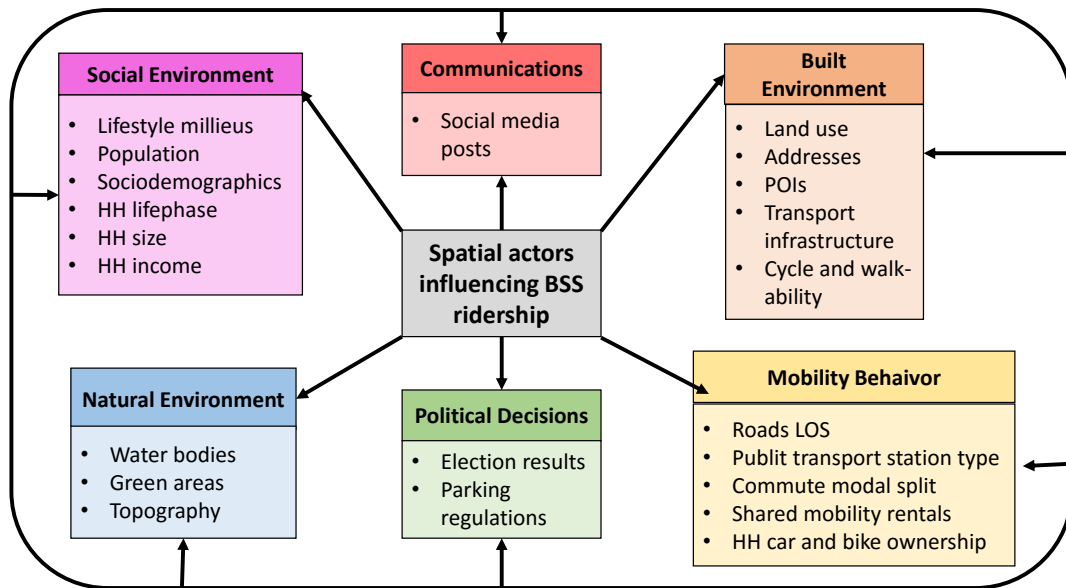 Social Environment
• Lifestyle millieus
• Population
• Sociodemographics
• HH lifephase
• HH size
• HH income
Communications
• Social media
posts
Built
Environment
• Land use
• Addresses
• POIs
• Transport
infrastructure
• Cycle and walk-
ability
Spatial actors
influencing BSS
ridership
Natural Environment
• Water bodies
• Green areas
• Topography
Political Decisions
• Election results
• Parking
regulations
Mobility Behaivor
• Roads LOS
• Publit transport station type
• Commute modal split
• Shared mobility rentals
• HH car and bike ownership